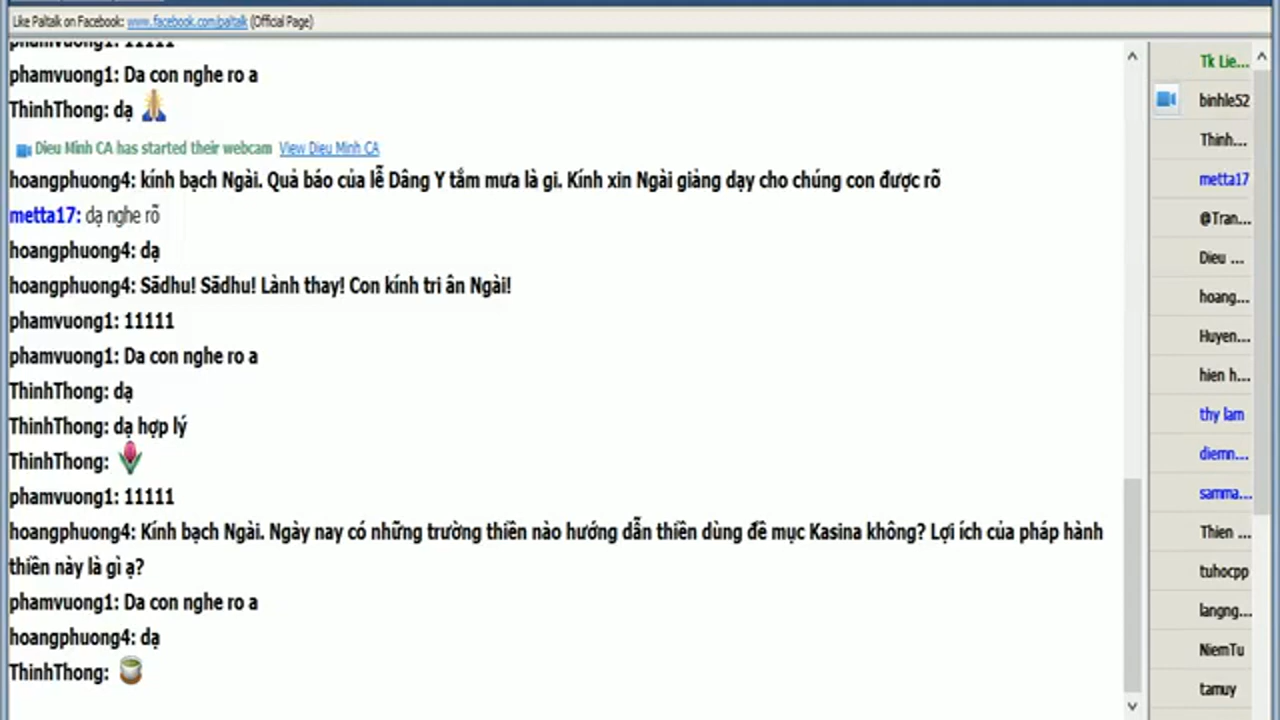 Like Paltalk on Facebook: www.facebook.com/paltalk (Official Page)
phamvuong1: 11111
phamvuong1: Da con nghe ro a
ThinhThong: dạ
Dieu Minh CA has started their webcam View Dieu Minh CA
hoangphuong4: kính bạch Ngài. Quả báo của lễ Dâng Y tắm mưa là gi. Kính xin Ngài giảng dạy cho chúng con được rõ
metta17: dạ nghe rõ
hoangphuong4: dạ
hoangphuong4: Sādhu! Sādhu! Lành thay! Con kính tri ân Ngài!
phamvuong1: 11111
phamvuong1: Da con nghe ro a
ThinhThong: dạ
ThinhThong: dạ hợp lý
ThinhThong:
phamvuong1: 11111
hoangphuong4: Kính bạch Ngài. Ngày nay có những trường thiền nào hướng dẫn thiền dùng đề mục Kasina không? Lợi ích của pháp hành
thiền này là gì ạ?
phamvuong1: Da con nghe ro a
hoangphuong4: dạ
ThinhThong:
Tk Lie...
binhle52
Thinh...
metta17
@Tran...
Dieu ...
hoang...
Huyen...
hien h...
thy lam
diemn...
samma...
Thien ...
tuhocpp
langng...
NiemTu
tamuy